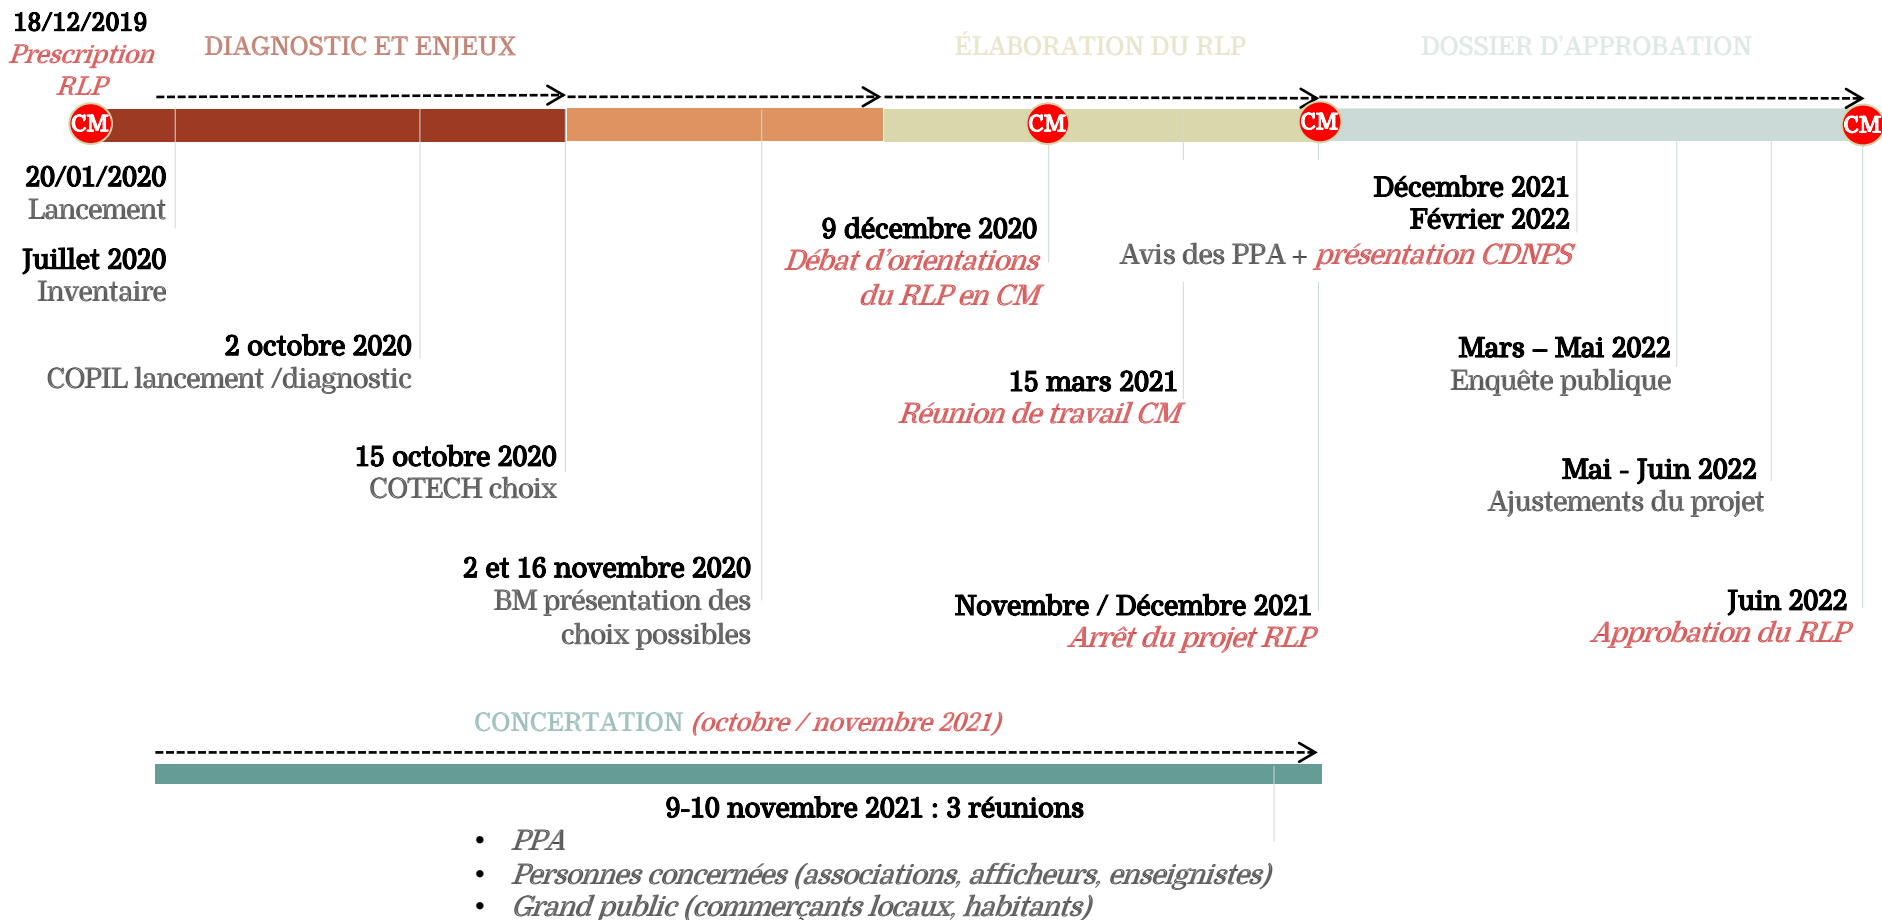 18/12/2019
Prescription
RLP
DIAGNOSTIC ET ENJEUX
ÉLABORATION DU RLP
DOSSIER D'APPROBATION
CM
CM
CM
CM
20/01/2020
Lancement
Juillet 2020
Inventaire
2 octobre 2020
COPIL lancement /diagnostic
15 octobre 2020
COTECH choix
2 et 16 novembre 2020
BM présentation des
choix possibles
9 décembre 2020
Débat d'orientations
du RLP en CM
15 mars 2021
Réunion de travail CM
Novembre / Décembre 2021
Arrêt du projet RLP
Décembre 2021
Février 2022
Avis des PPA + présentation CDNPS
Mars – Mai 2022
Enquête publique
Mai - Juin 2022
Ajustements du projet
Juin 2022
Approbation du RLP
CONCERTATION (octobre / novembre 2021)
9-10 novembre 2021 : 3 réunions
• PPA
• Personnes concernées (associations, afficheurs, enseignistes)
• Grand public (commerçants locaux, habitants)